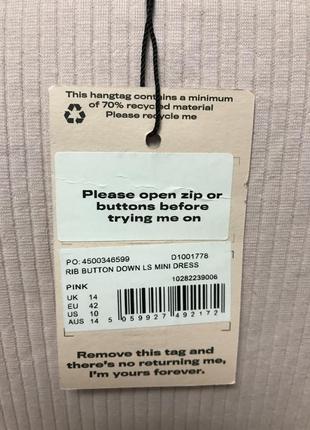 This hangtag contains a minimum
of 70% recycled material
Please recycle me
Please open zip or
buttons before
trying me on
PO: 4500346599 D1001778
RIB BUTTON DOWN LS MINI DRESS
10282239006
PINK
UK 14
EU 42
US 10
AUS 14
5 059927 492172
Remove this tag and
there's no returning me,
I'm yours forever.